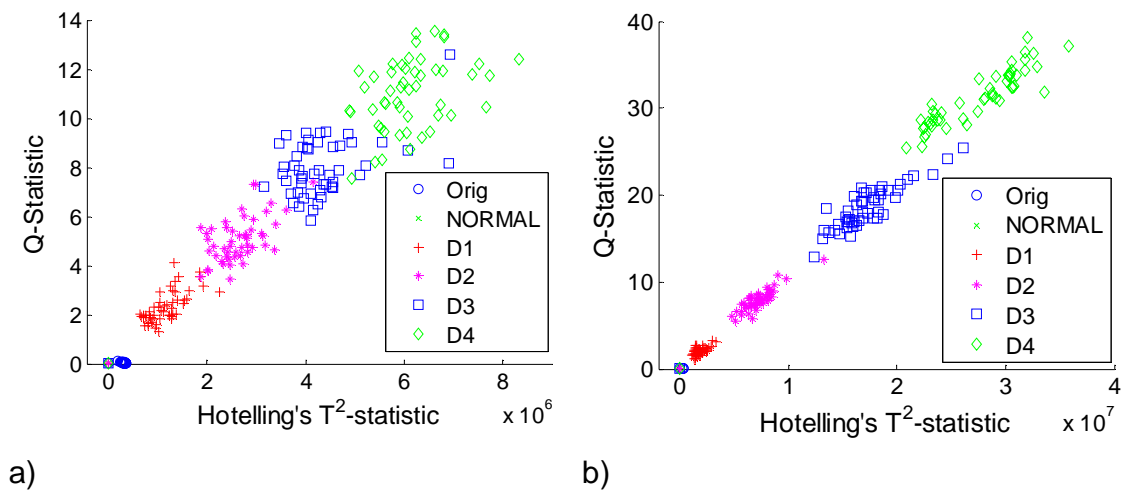 14
12
10
8
6
4
2
0
Q-Statistic
0
2
4
6
8
x 10^6
Hotelling's T^2-statistic
Orig
NORMAL
D1
D2
D3
D4
a)
40
30
20
10
0
Q-Statistic
0
1
2
3
4
x 10^7
Hotelling's T^2-statistic
Orig
NORMAL
D1
D2
D3
D4
b)